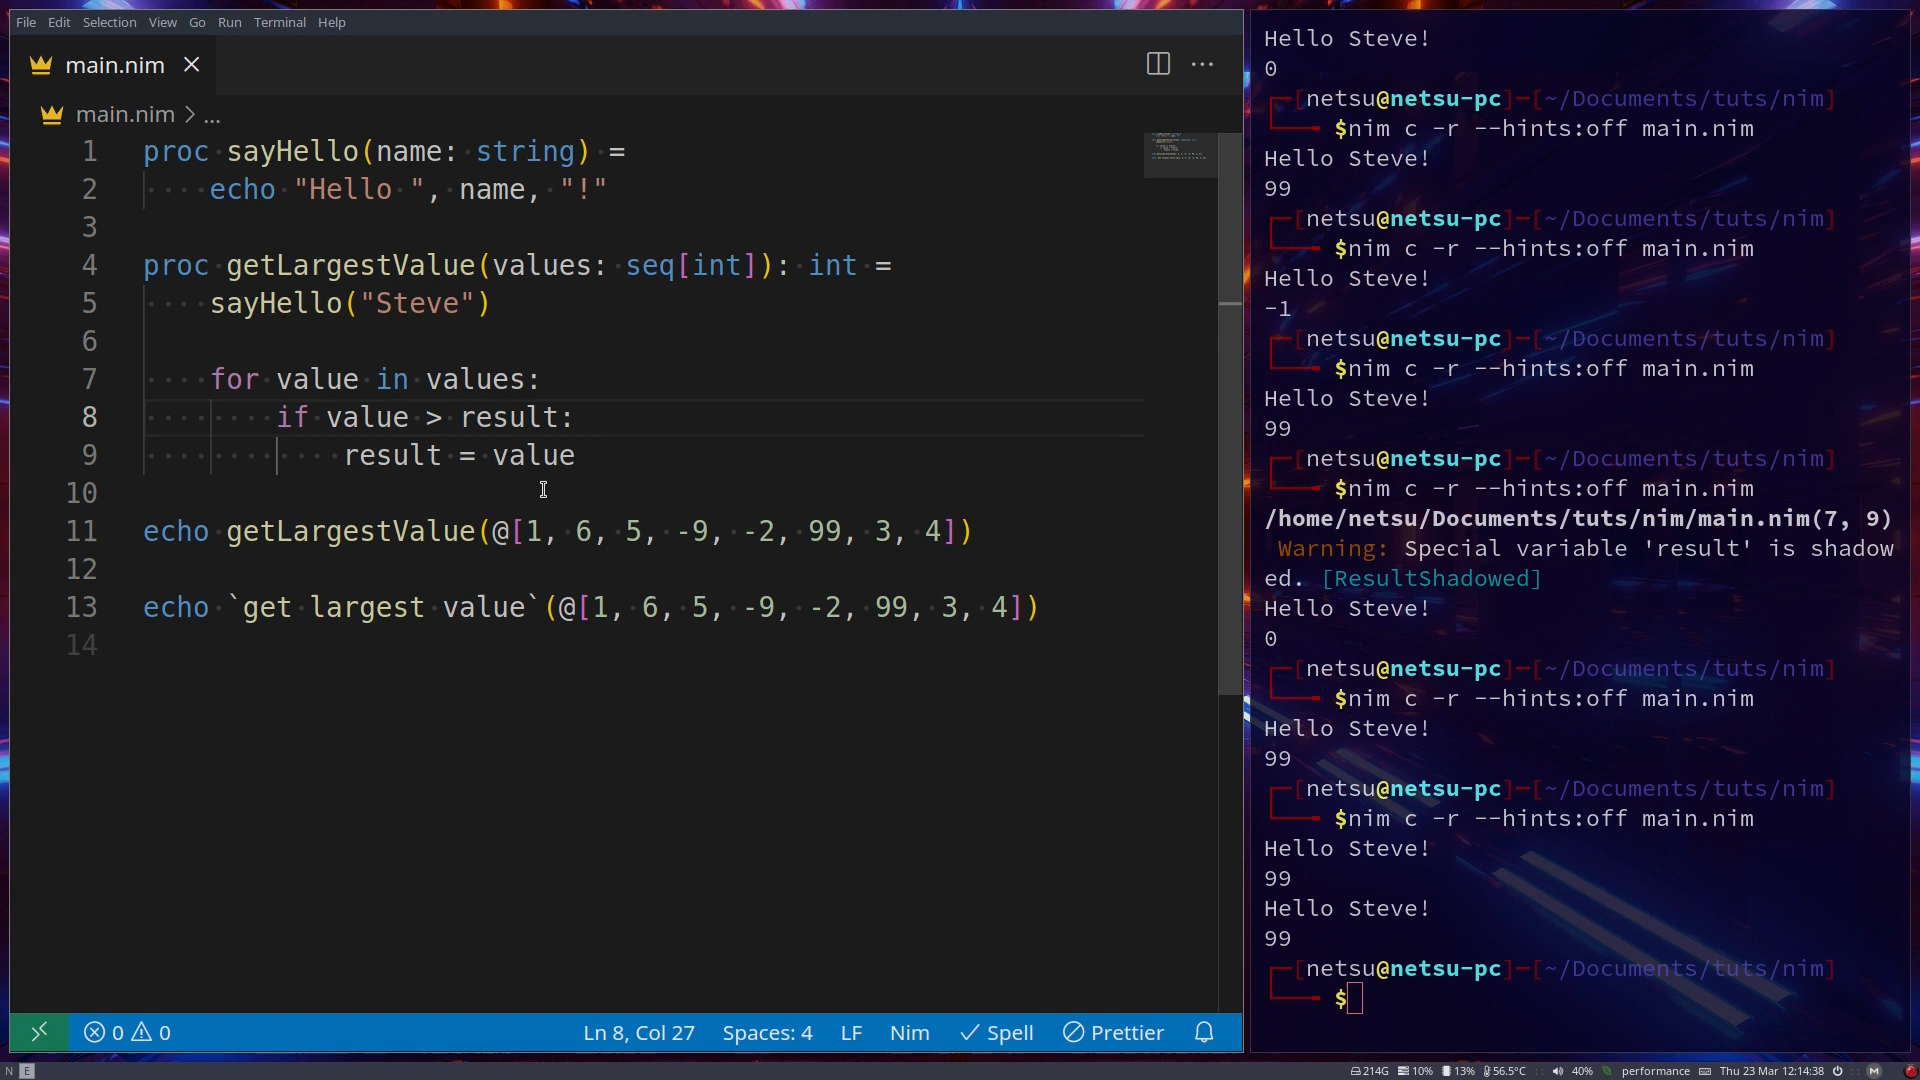 File Edit Selection View Go Run Terminal Help
main.nim
main.nim > ...
1 proc sayHello(name: string) =
2 ····echo·"Hello·",·name,·"!"
3
4 proc getLargestValue(values: seq[int]): int =
5 ····sayHello("Steve")
6
7 ····for·value·in·values:
8 ········if·value·>·result:
9 ············result = value
10
11 echo·getLargestValue(@[1,·6,·5,·-9,·-2,·99,·3,·4])
12
13 echo·`get·largest·value`(@[1,·6,·5,·-9,·-2,·99,·3,·4])
14
0 0
Ln 8, Col 27 Spaces: 4 LF Nim Spell Prettier
Hello Steve!
0
[netsu@netsu-pc]-[~/Documents/tuts/nim]
$nim c -r --hints:off main.nim
Hello Steve!
99
[netsu@netsu-pc]-[~/Documents/tuts/nim]
$nim c -r --hints:off main.nim
Hello Steve!
-1
[netsu@netsu-pc]-[~/Documents/tuts/nim]
$nim c -r --hints:off main.nim
Hello Steve!
99
[netsu@netsu-pc]-[~/Documents/tuts/nim]
$nim c -r --hints:off main.nim
/home/netsu/Documents/tuts/nim/main.nim(7, 9)
Warning: Special variable 'result' is shadow
ed. [ResultShadowed]
Hello Steve!
0
[netsu@netsu-pc]-[~/Documents/tuts/nim]
$nim c -r --hints:off main.nim
Hello Steve!
99
[netsu@netsu-pc]-[~/Documents/tuts/nim]
$nim c -r --hints:off main.nim
Hello Steve!
99
Hello Steve!
99
[netsu@netsu-pc]-[~/Documents/tuts/nim]
$
N E
214G 10% 13% 56.5°C 40% performance Thu 23 Mar 12:14:38 M